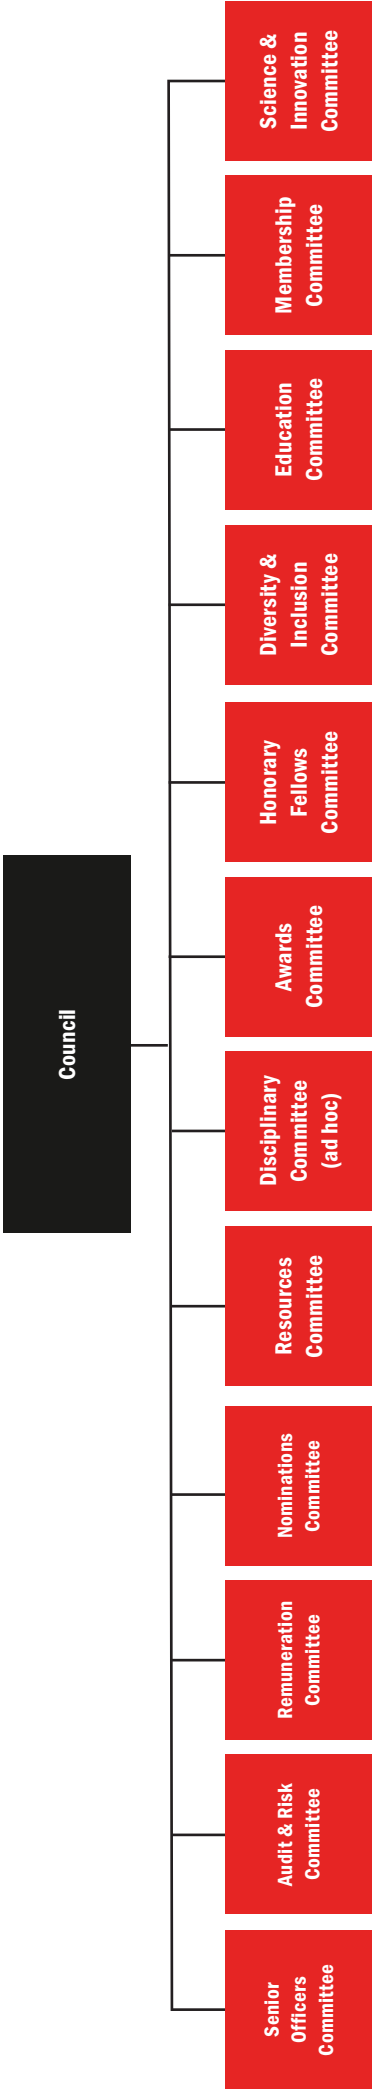 Council
Senior
Officers
Committee
Audit & Risk
Committee
Remuneration
Committee
Nominations
Committee
Resources
Committee
Disciplinary
Committee
(ad hoc)
Awards
Committee
Honorary
Fellows
Committee
Diversity &
Inclusion
Committee
Education
Committee
Membership
Committee
Science &
Innovation
Committee